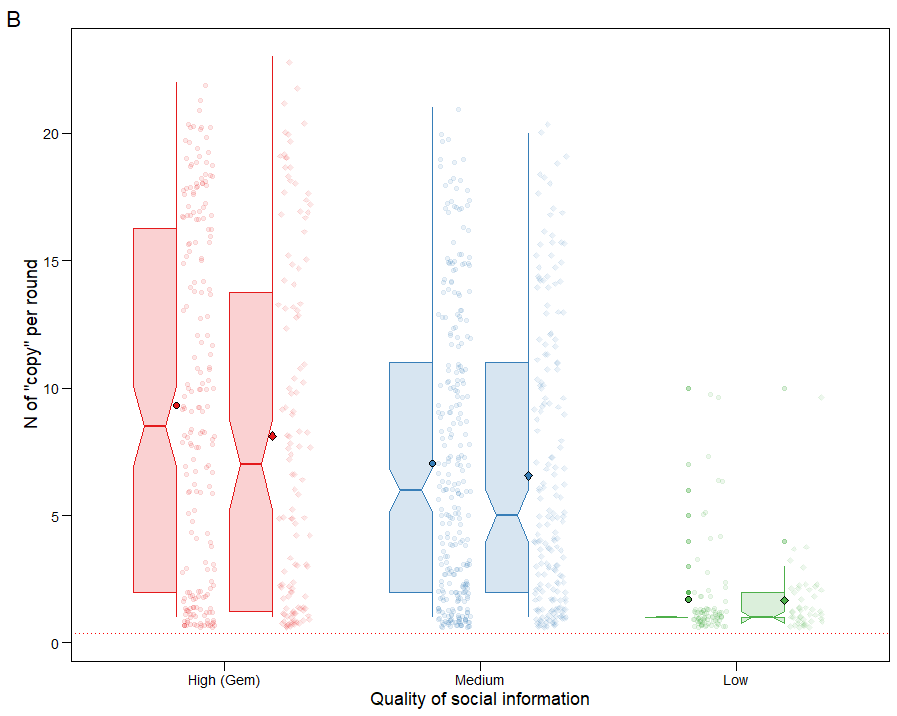 B
N of "copy" per round
20
15
10
5
0
High (Gem)
Medium
Low
Quality of social information